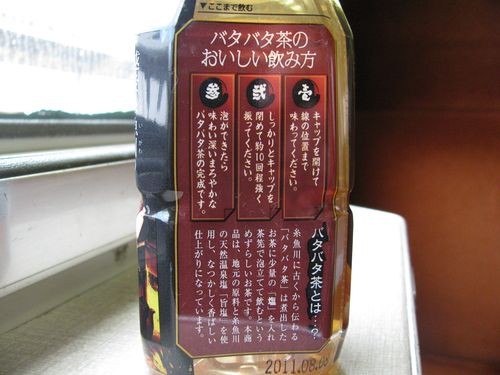 ▼ここまで飲む
バタバタ茶の
おいしい飲み方
壱
キャップを開けて
線の位置まで
味わってください。
弐
しっかりとキャップを
閉めて約10回程強く
振ってください。
参
泡がでてきたら
味わい深いまろやかな
バタバタ茶の完成です。
バタバタ茶とは…?
糸魚川に古くから伝わる
「バタバタ茶」は煮出した
お茶に少量の「塩」を入れ
茶筅で泡立てて飲むという
めずらしいお茶です。本商
品は、地元の原料と糸魚川
の天然温泉塩「盲塩」を使
用し、なつかしく香ばしい
仕上がりになっています。
2011.08.08